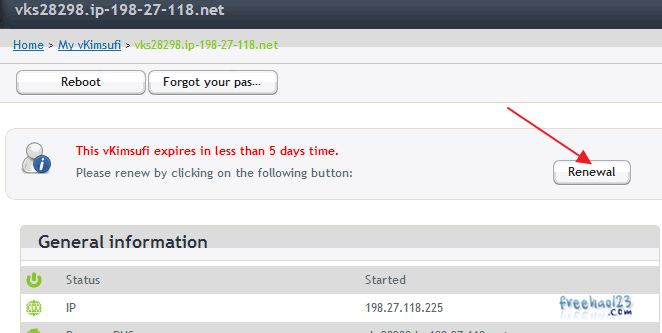 vks28298.ip-198-27-118.net
Home > My vKimsufi > vks28298.ip-198-27-118.net
Reboot Forgot your pas...
This vKimsufi expires in less than 5 days time.
Please renew by clicking on the following button:
Renewal
General information
Status Started
IP 198.27.118.225
freehao123
.com